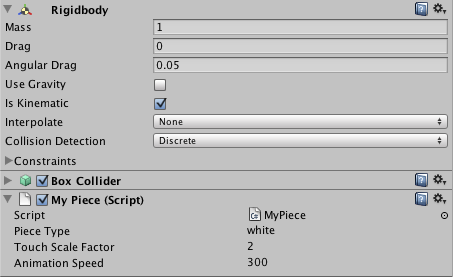 Rigidbody
Mass 1
Drag 0
Angular Drag 0.05
Use Gravity
Is Kinematic
Interpolate None
Collision Detection Discrete
Constraints
Box Collider
My Piece (Script)
Script MyPiece
Piece Type white
Touch Scale Factor 2
Animation Speed 300